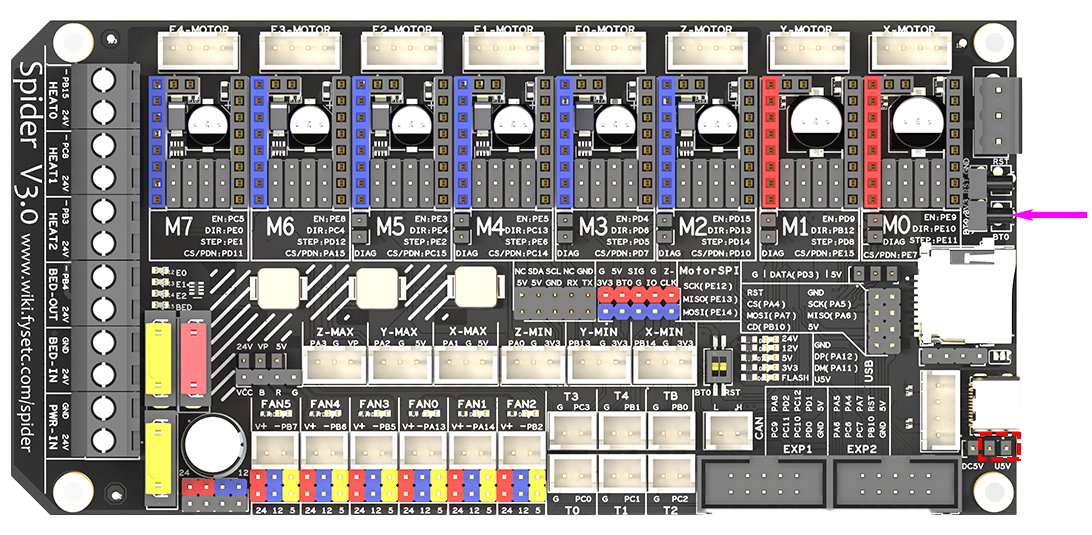 E4-MOTOR E3-MOTOR E2-MOTOR E1-MOTOR E0-MOTOR Z-MOTOR Y-MOTOR X-MOTOR
Spider V3.0 www.wiki.fysetc.com/spider
-PB15 24V
HEAT0
-PC8 24V
HEAT1
-PB3 24V
HEAT2
-PB4 24V
BED-OUT
GND 24V
BED-IN
GND 24V
PWR-IN
M7
EN:PC5
DIR:PE0
STEP:PE1
CS/PDN:PD11
M6
EN:PE8
DIR:PC4
STEP:PD12
CS/PDN:PA15
M5
EN:PE3
DIR:PE4
STEP:PE2
DIAG CS/PDN:PC15
M4
EN:PE5
DIR:PC13
STEP:PE6
DIAG CS/PDN:PC14
M3
EN:PD4
DIR:PD6
STEP:PD5
DIAG CS/PDN:PC6
M2
EN:PD15
DIR:PD10
STEP:PD14
DIAG CS/PDN:PC7
M1
EN:PD9
DIR:PB12
STEP:PD8
DIAG CS/PDN:PE15
M0
EN:PE9
DIR:PE10
STEP:PE11
DIAG CS/PDN:PE7
RST
BT0
E0
E1
E2
BED
NC SDA SCL NC GND
5V 5V GND RX TX
G 5V SIG G Z-
3V3 BT0 G IO CLK
MotorSPI
SCK(PE12)
MISO(PE13)
MOSI(PE14)
G DATA(PD3) 5V
RST GND
CS(PA4) SCK(PA5)
MOSI(PA7) MISO(PA6)
CD(PB10) 5V
24V
12V
5V
3V3
FLASH
GND
DP(PA12)
DM(PA11)
U5V
USB
Z-MAX Y-MAX X-MAX Z-MIN Y-MIN X-MIN
PA3 G VP PA2 G 5V PA1 G 5V PA0 G 3V3 PB13 G 3V3 PB14 G 3V3
24V VP 5V
VCC B R G
BT0 RST
FAN5 FAN4 FAN3 FAN0 FAN1 FAN2
V+ -PB7 V+ -PB6 V+ -PB5 V+ -PA13 V+ -PA14 V+ -PB2
24 12
24 12 5 24 12 5 24 12 5 24 12 5 24 12 5 24 12 5
T3 T4 TB
G PC3 G PB1 G PB0
G PC0 G PC1 G PC2
T0 T1 T2
L H
CAN
PA8 PD2 PC12 PD1 5V
PC9 PC11 PC10 PD0 GND
EXP1
PA5 PA4 PC7 RST 5V
PA6 PC6 PA7 PB10 GND
EXP2
DC5V U5V